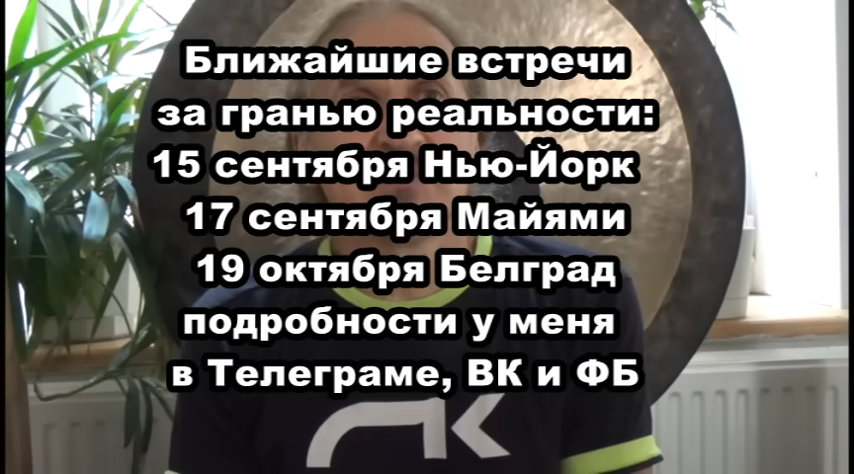 Ближайшие встречи
за гранью реальности:
15 сентября Нью-Йорк
17 сентября Майями
19 октября Белград
подробности у меня
в Телеграме, ВК и ФБ